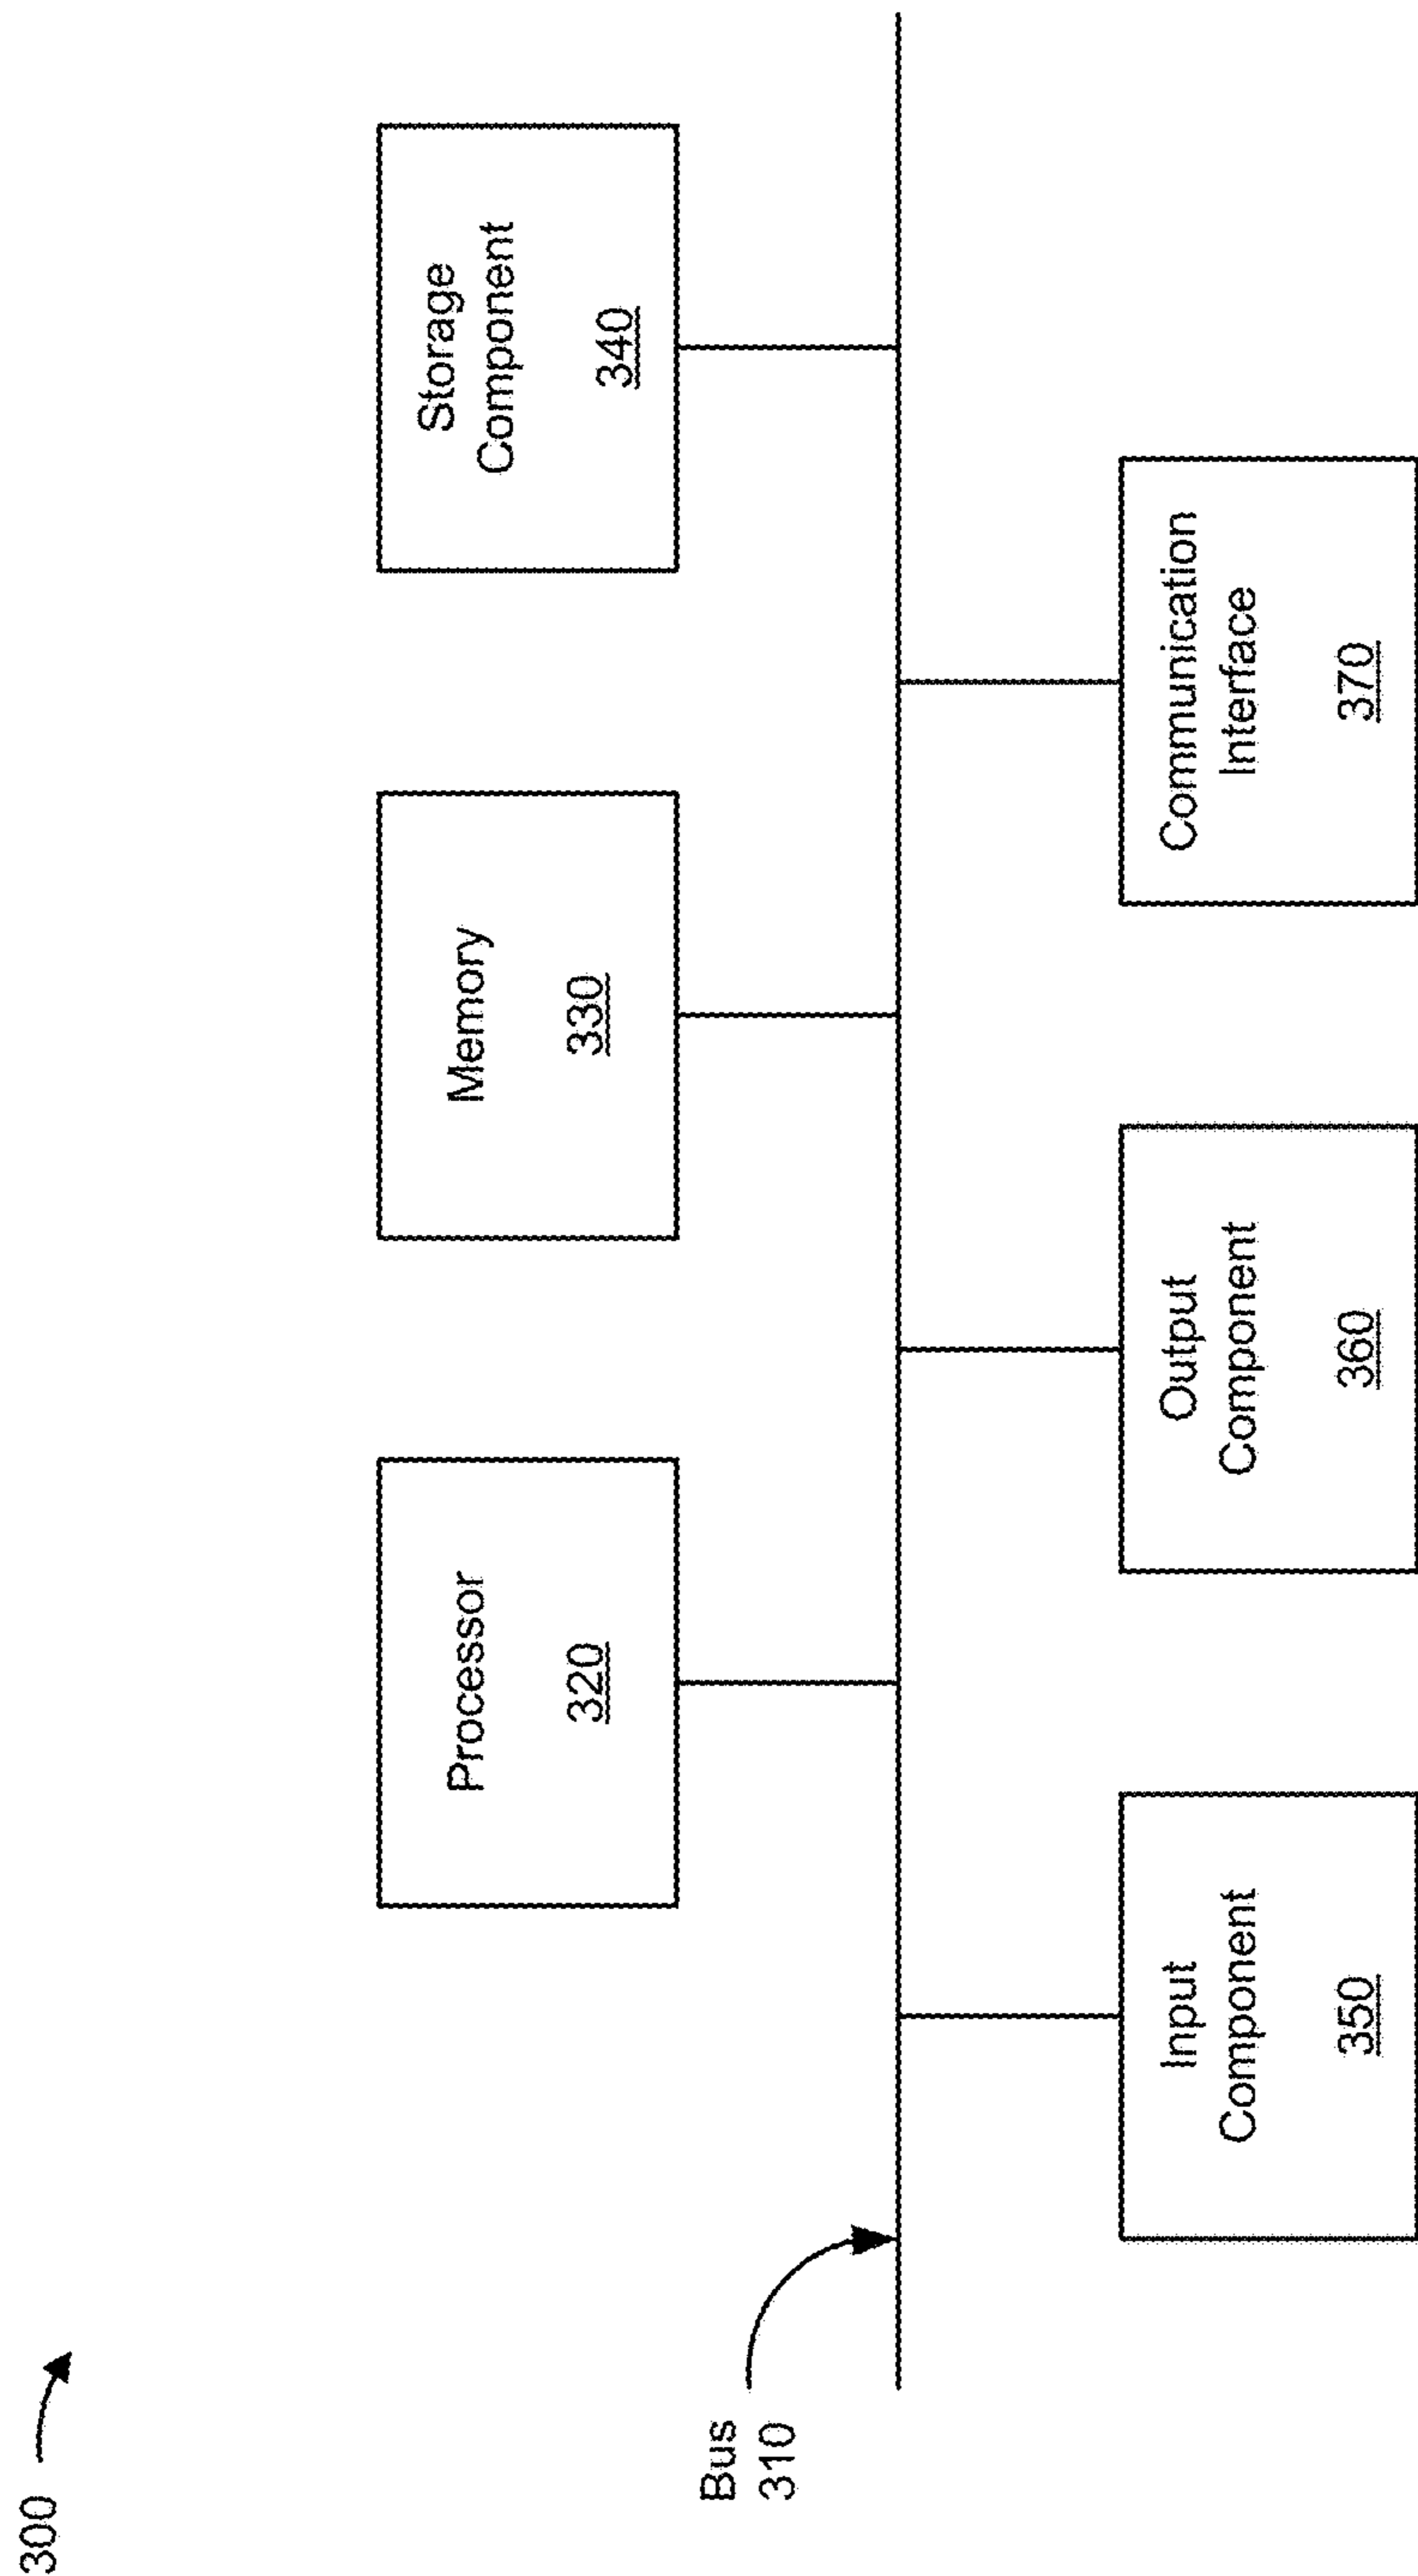 300
Bus
310
Processor
320
Memory
330
Storage
Component
340
Input
Component
350
Output
Component
360
Communication
Interface
370